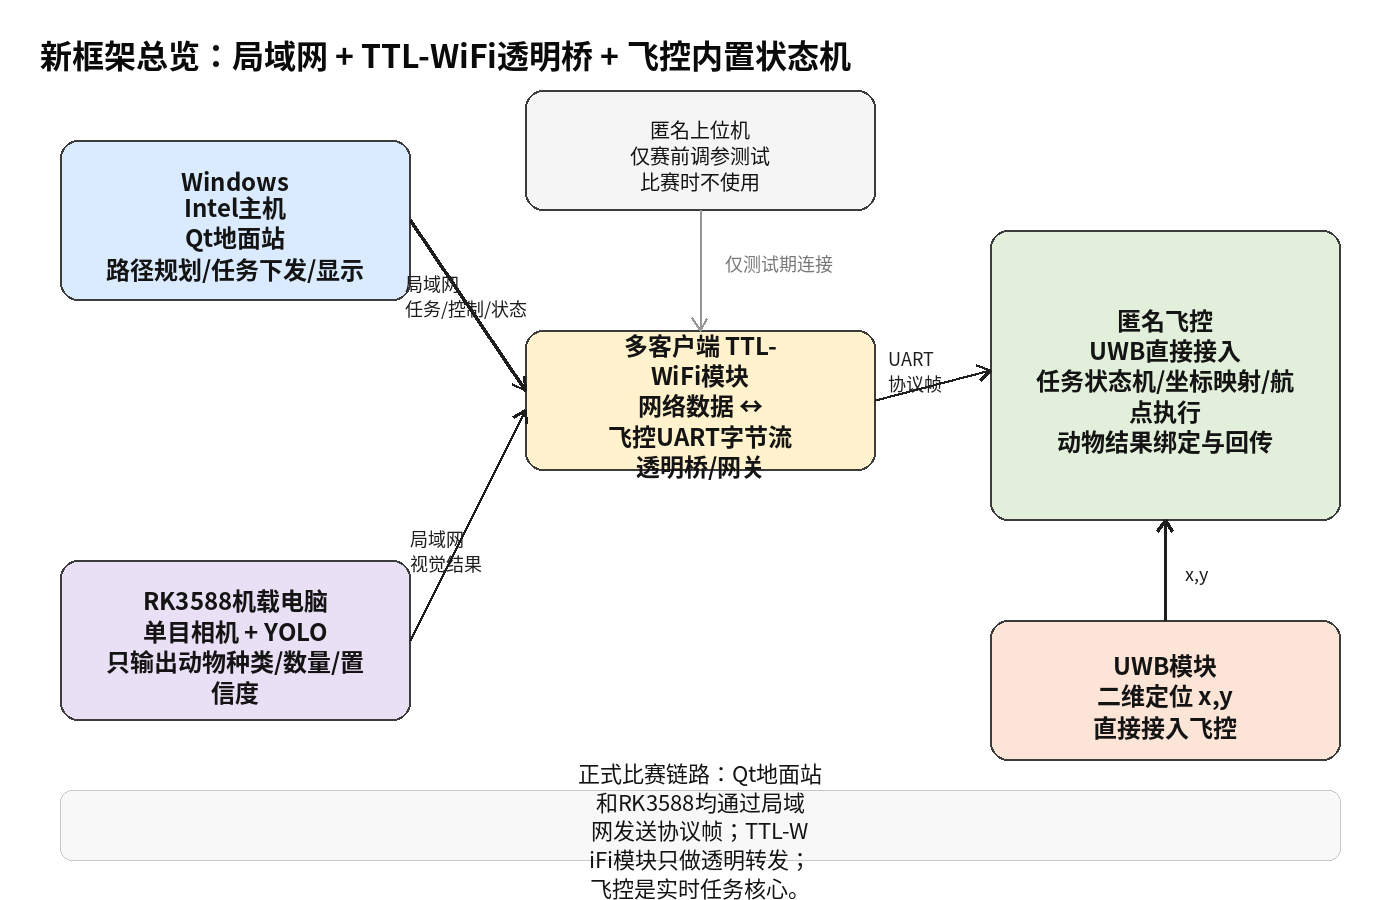 新框架总览：局域网 + TTL-WiFi透明桥 + 飞控内置状态机
匿名上位机
仅赛前调参测试
比赛时不使用
Windows
Intel主机
Qt地面站
路径规划/任务下发/显示
仅测试期连接
局域网
任务/控制/状态
多客户端 TTL-
WiFi模块
网络数据 ↔
飞控UART字节流
透明桥/网关
UART
协议帧
匿名飞控
UWB直接接入
任务状态机/坐标映射/航
点执行
动物结果绑定与回传
局域网
视觉结果
RK3588机载电脑
单目相机 + YOLO
只输出动物种类/数量/置
信度
x,y
UWB模块
二维定位 x,y
直接接入飞控
正式比赛链路：Qt地面站
和RK3588均通过局域
网发送协议帧；TTL-W
iFi模块只做透明转发；
飞控是实时任务核心。